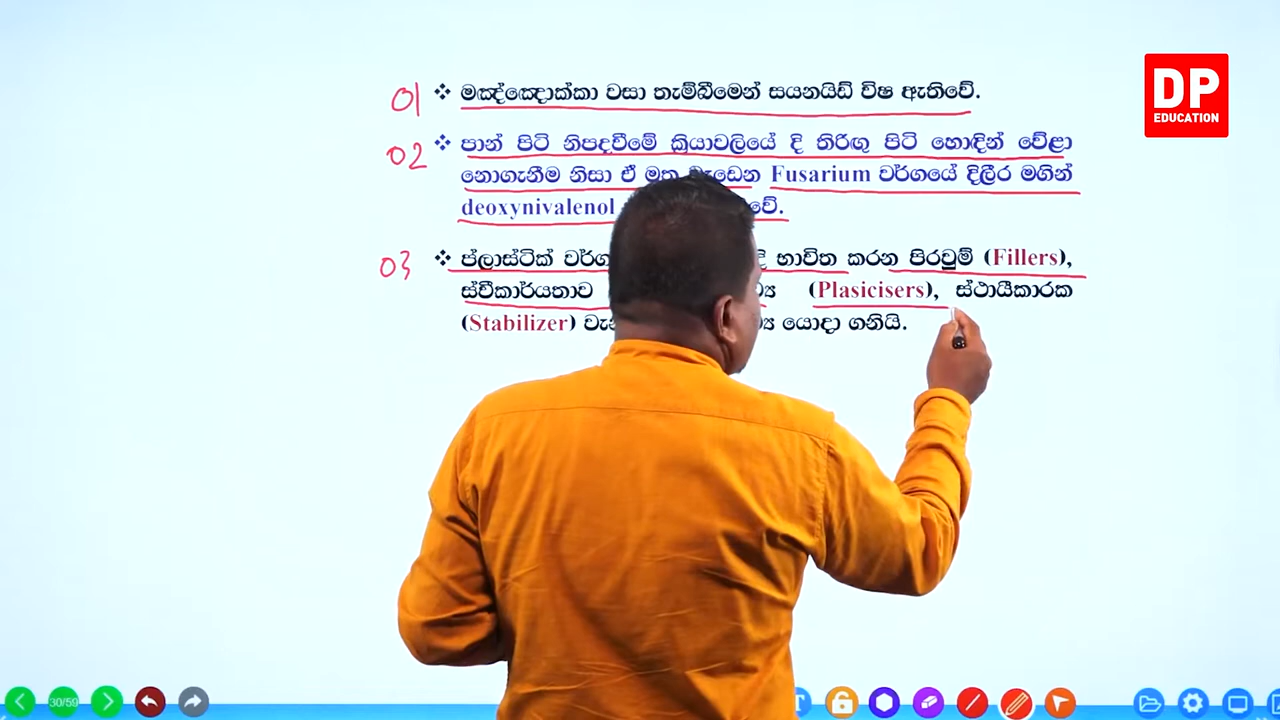 DP
EDUCATION
01 ❖ මඤ්ඤොක්කා වසා තැම්බීමෙන් සයනයිඩ් විෂ ඇතිවේ.
02 ❖ පාන් පිටි නිපදවීමේ ක්‍රියාවලියේ දි තිරිඟු පිටි හොඳින් වේළා
නොගැනීම නිසා ඒ මත වැඩෙන Fusarium වර්ගයේ දිලීර මගින්
deoxynivalenol
03 ❖ ප්ලාස්ටික් භාවිත කරන පිරවුම් (Fillers),
ස්වීකාර්යතාව (Plasicisers), ස්ථායීකාරක
(Stabilizer) යොදා ගනියි.
30/59